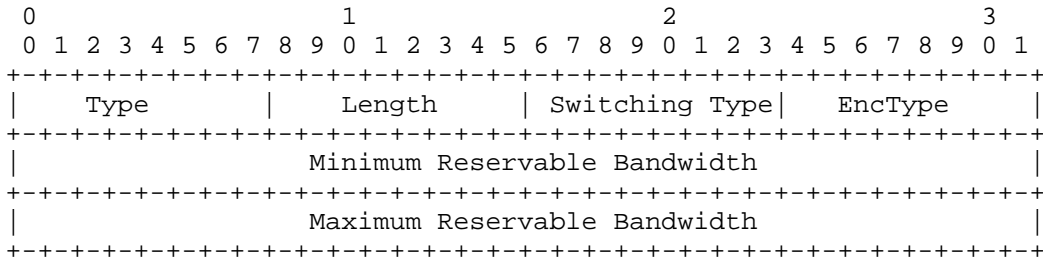 0                   1                   2                   3
 0 1 2 3 4 5 6 7 8 9 0 1 2 3 4 5 6 7 8 9 0 1 2 3 4 5 6 7 8 9 0 1
+-+-+-+-+-+-+-+-+-+-+-+-+-+-+-+-+-+-+-+-+-+-+-+-+-+-+-+-+-+-+-+-+
|    Type       |    Length     | Switching Type|   EncType     |
+-+-+-+-+-+-+-+-+-+-+-+-+-+-+-+-+-+-+-+-+-+-+-+-+-+-+-+-+-+-+-+-+
|                  Minimum Reservable Bandwidth                 |
+-+-+-+-+-+-+-+-+-+-+-+-+-+-+-+-+-+-+-+-+-+-+-+-+-+-+-+-+-+-+-+-+
|                  Maximum Reservable Bandwidth                 |
+-+-+-+-+-+-+-+-+-+-+-+-+-+-+-+-+-+-+-+-+-+-+-+-+-+-+-+-+-+-+-+-+